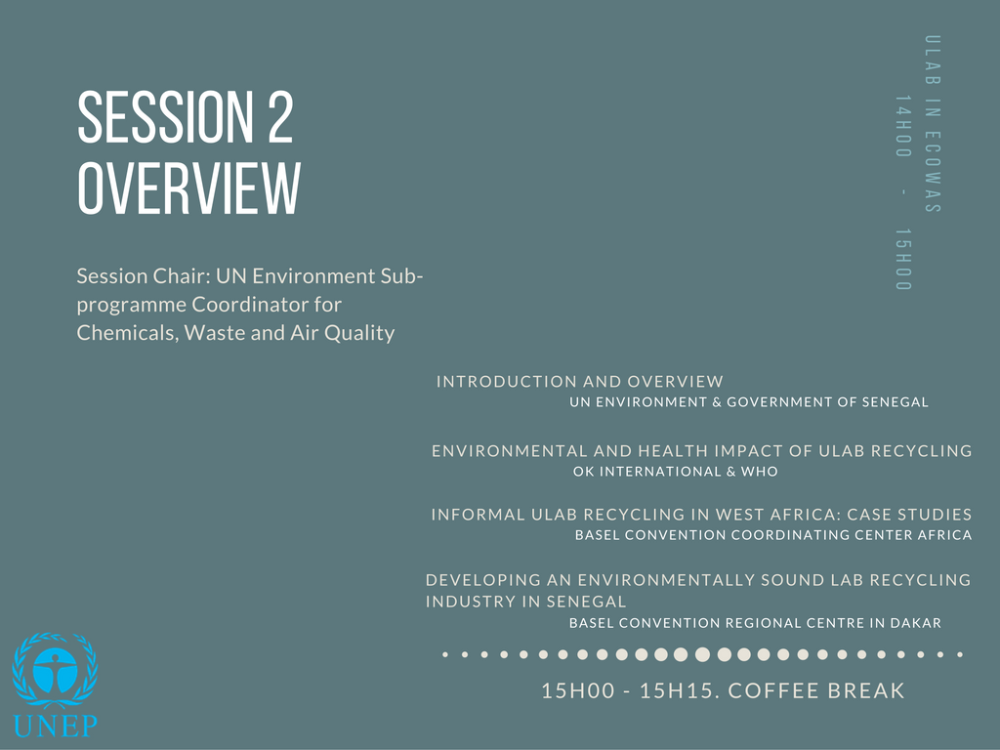 SESSION 2
OVERVIEW
ULAB IN ECOWAS
14H00 - 15H00
Session Chair: UN Environment Sub-
programme Coordinator for
Chemicals, Waste and Air Quality
INTRODUCTION AND OVERVIEW
UN ENVIRONMENT & GOVERNMENT OF SENEGAL
ENVIRONMENTAL AND HEALTH IMPACT OF ULAB RECYCLING
OK INTERNATIONAL & WHO
INFORMAL ULAB RECYCLING IN WEST AFRICA: CASE STUDIES
BASEL CONVENTION COORDINATING CENTER AFRICA
DEVELOPING AN ENVIRONMENTALLY SOUND LAB RECYCLING
INDUSTRY IN SENEGAL
BASEL CONVENTION REGIONAL CENTRE IN DAKAR
15H00 - 15H15. COFFEE BREAK
UNEP